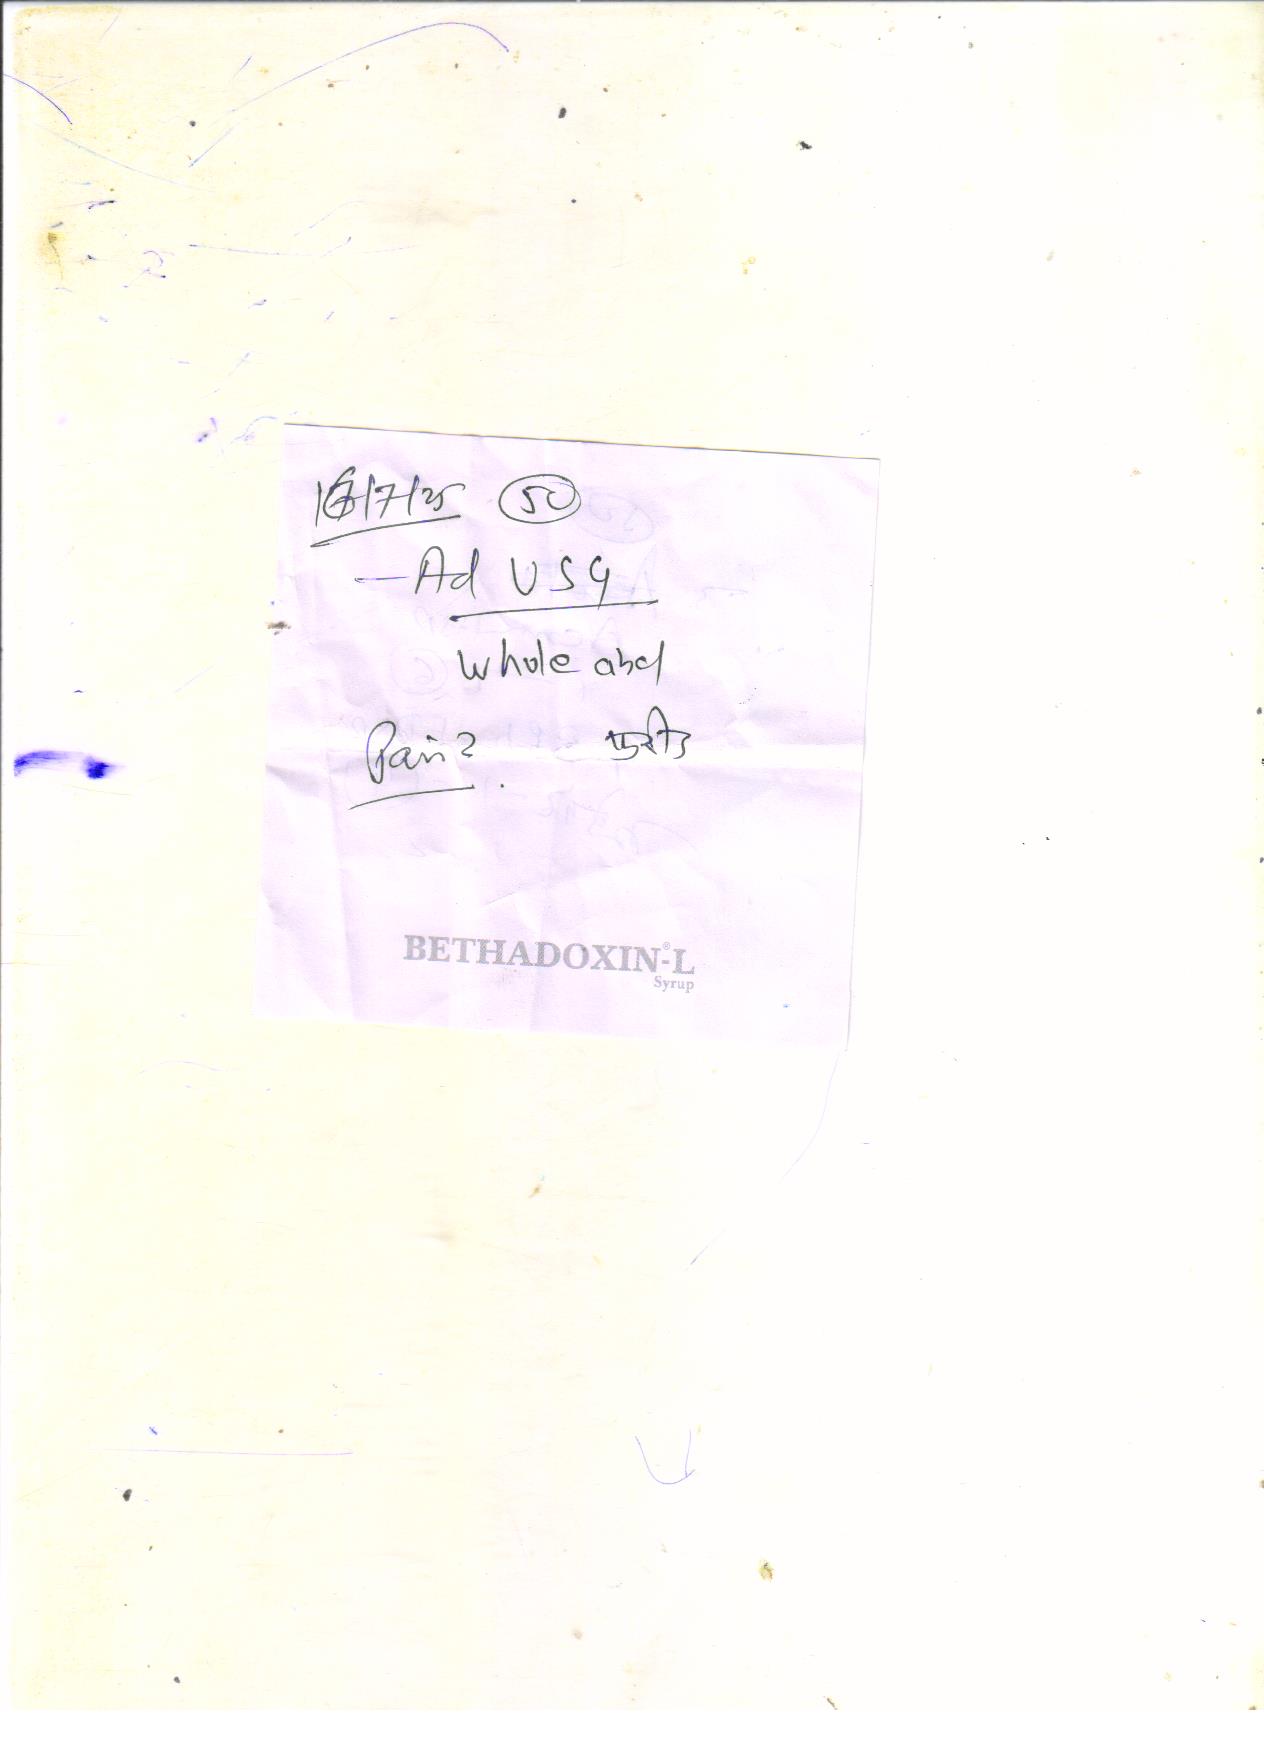 16/7/25 50
— Ad USG
whole abd
Pain?
BETHADOXIN®-L
Syrup